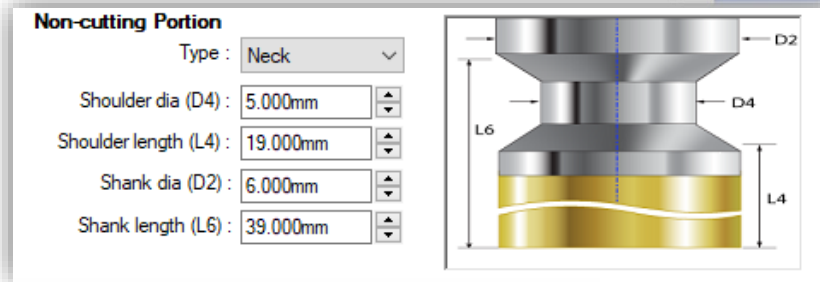 Non-cutting Portion
Type : Neck
Shoulder dia (D4) : 5.000mm
Shoulder length (L4) : 19.000mm
Shank dia (D2) : 6.000mm
Shank length (L6) : 39.000mm
D2
D4
L6
L4